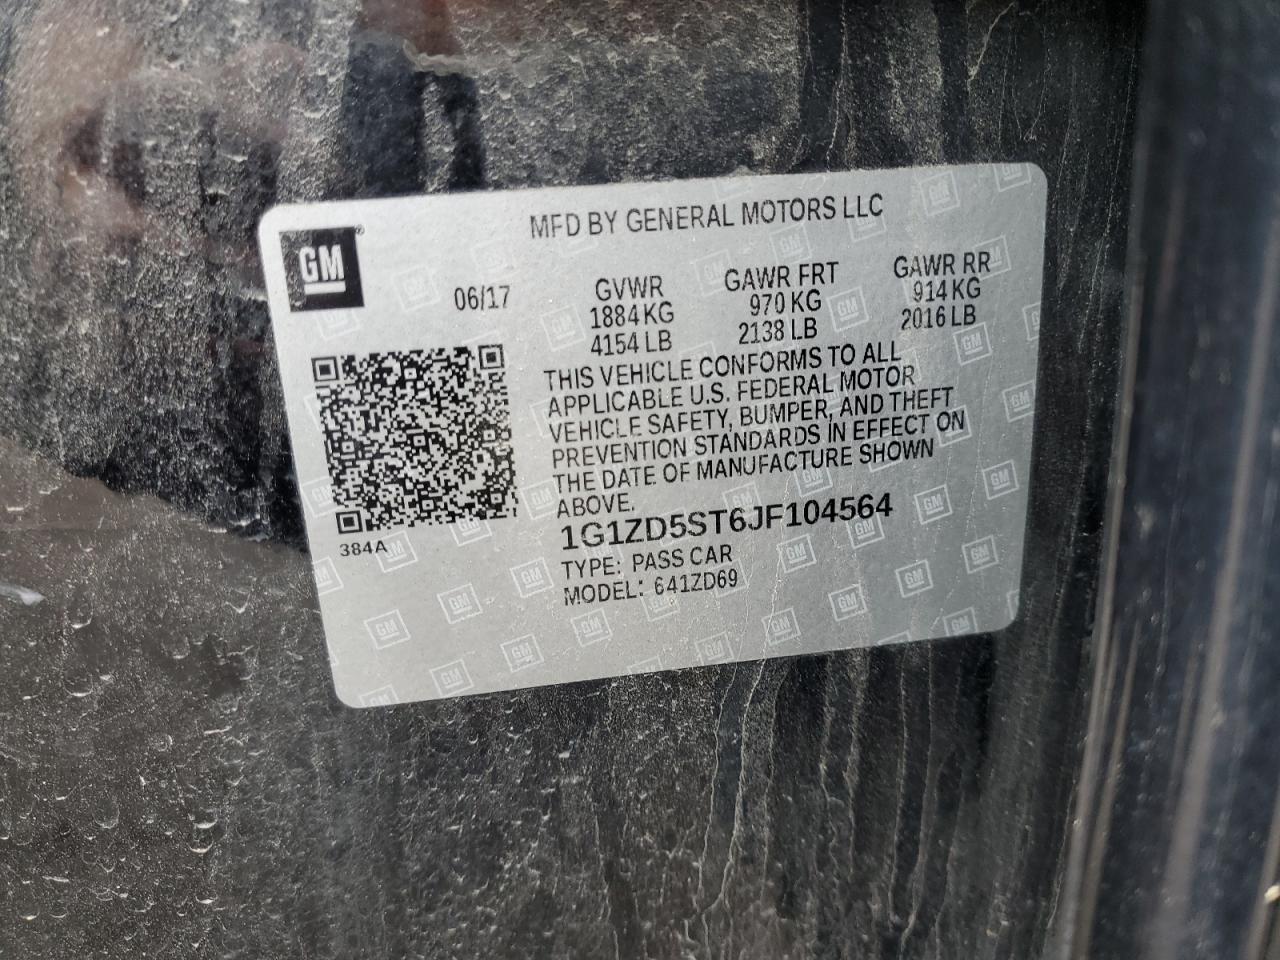 MFD BY GENERAL MOTORS LLC
GM®
06/17
GVWR
1884 KG
4154 LB
GAWR FRT
970 KG
2138 LB
GAWR RR
914 KG
2016 LB
THIS VEHICLE CONFORMS TO ALL
APPLICABLE U.S. FEDERAL MOTOR
VEHICLE SAFETY, BUMPER, AND THEFT
PREVENTION STANDARDS IN EFFECT ON
THE DATE OF MANUFACTURE SHOWN
ABOVE.
384A
1G1ZD5ST6JF104564
TYPE: PASS CAR
MODEL: 641ZD69